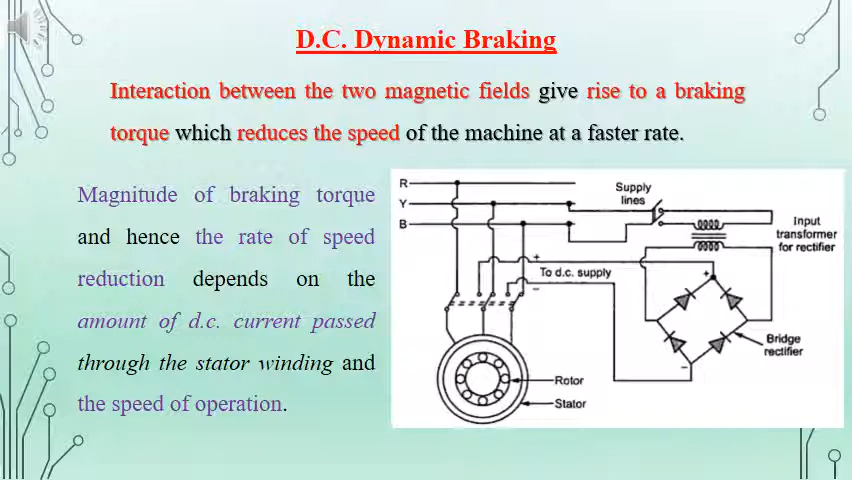 D.C. Dynamic Braking
Interaction between the two magnetic fields give rise to a braking
torque which reduces the speed of the machine at a faster rate.
Magnitude of braking torque
and hence the rate of speed
reduction depends on the
amount of d.c. current passed
through the stator winding and
the speed of operation.
R
Y
B
Supply
lines
Input
transformer
for rectifier
+
To d.c. supply
−
+
Bridge
rectifier
−
Rotor
Stator